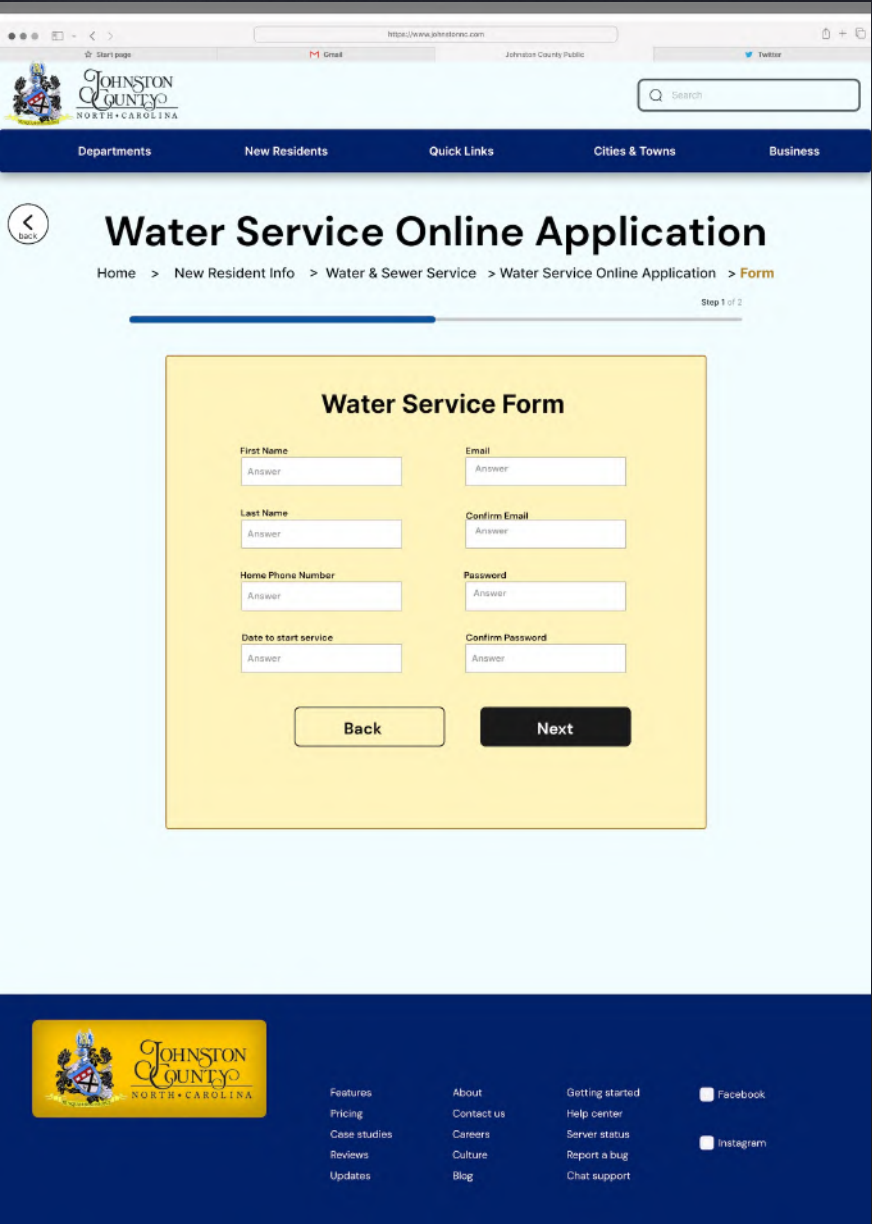 https://www.johnstonnc.com
Start page
Gmail
Johnston County Public
Twitter
JOHNSTON
COUNTY
NORTH•CAROLINA
Search
Departments
New Residents
Quick Links
Cities & Towns
Business
back
Water Service Online Application
Home > New Resident Info > Water & Sewer Service > Water Service Online Application > Form
Step 1 of 2
Water Service Form
First Name
Answer
Email
Answer
Last Name
Answer
Confirm Email
Answer
Home Phone Number
Answer
Password
Answer
Date to start service
Answer
Confirm Password
Answer
Back
Next
JOHNSTON
COUNTY
NORTH•CAROLINA
Features
Pricing
Case studies
Reviews
Updates
About
Contact us
Careers
Culture
Blog
Getting started
Help center
Server status
Report a bug
Chat support
Facebook
Instagram